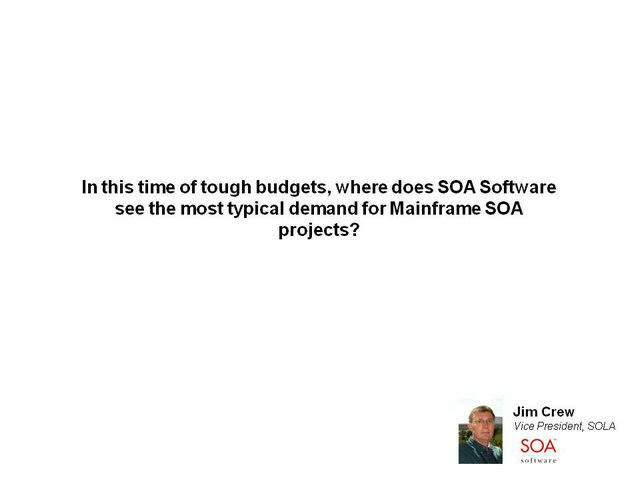 In this time of tough budgets, where does SOA Software
see the most typical demand for Mainframe SOA
projects?
Jim Crew
Vice President, SOLA
SOA™
software